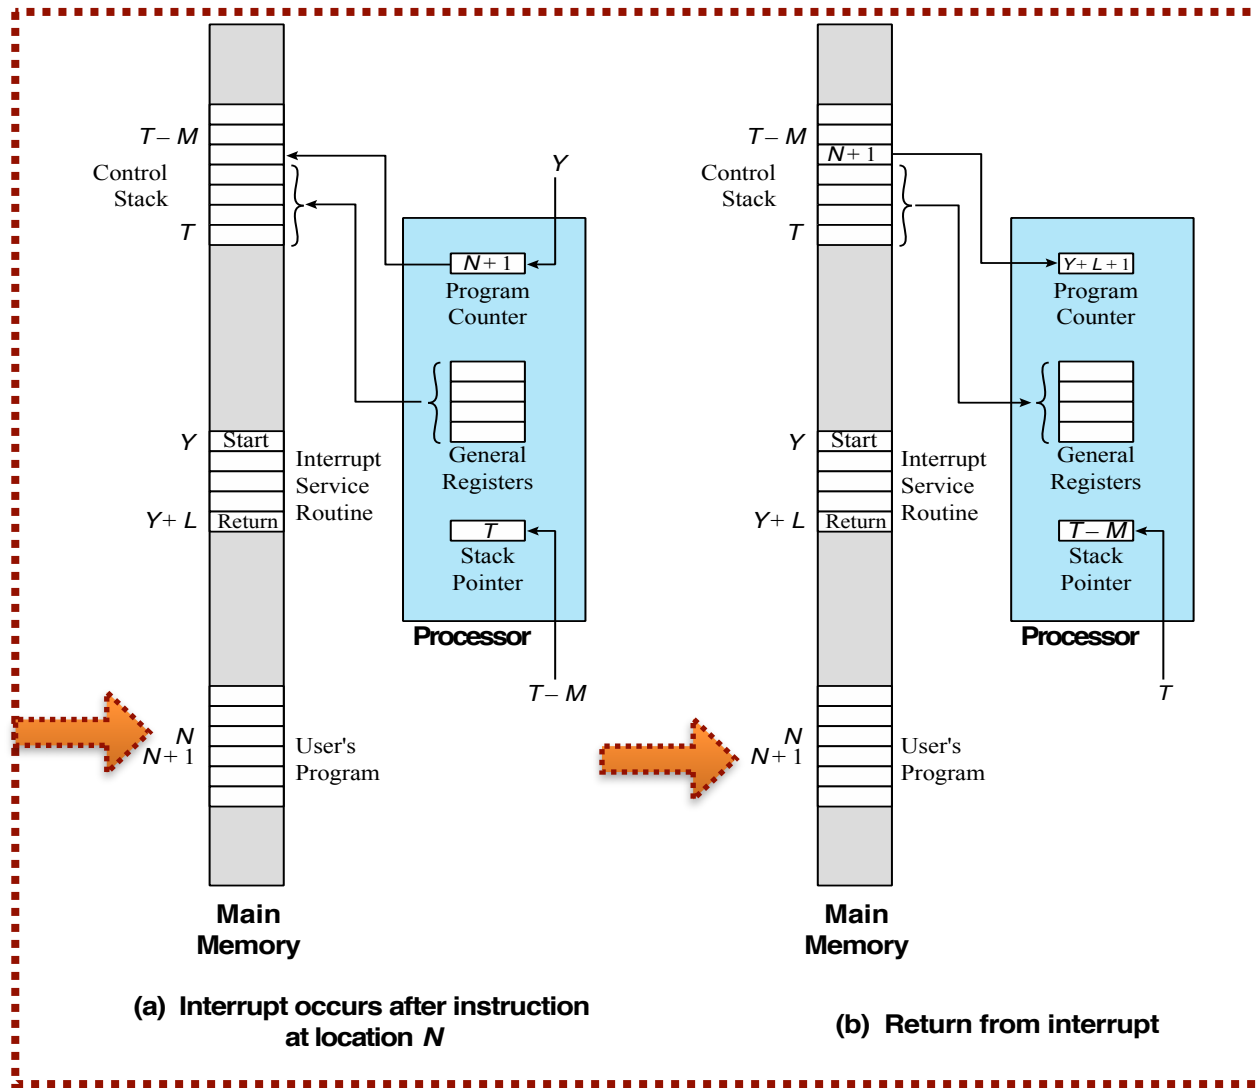 T – M
Control
Stack
T
Y
N + 1
Program
Counter
Y
Start
Interrupt
Service
Routine
General
Registers
Y + L
Return
T
Stack
Pointer
Processor
T – M
N
N + 1
User's
Program
Main
Memory
(a) Interrupt occurs after instruction
at location N
T – M
N + 1
Control
Stack
T
Y + L + 1
Program
Counter
Y
Start
Interrupt
Service
Routine
General
Registers
Y + L
Return
T – M
Stack
Pointer
Processor
T
N
N + 1
User's
Program
Main
Memory
(b) Return from interrupt